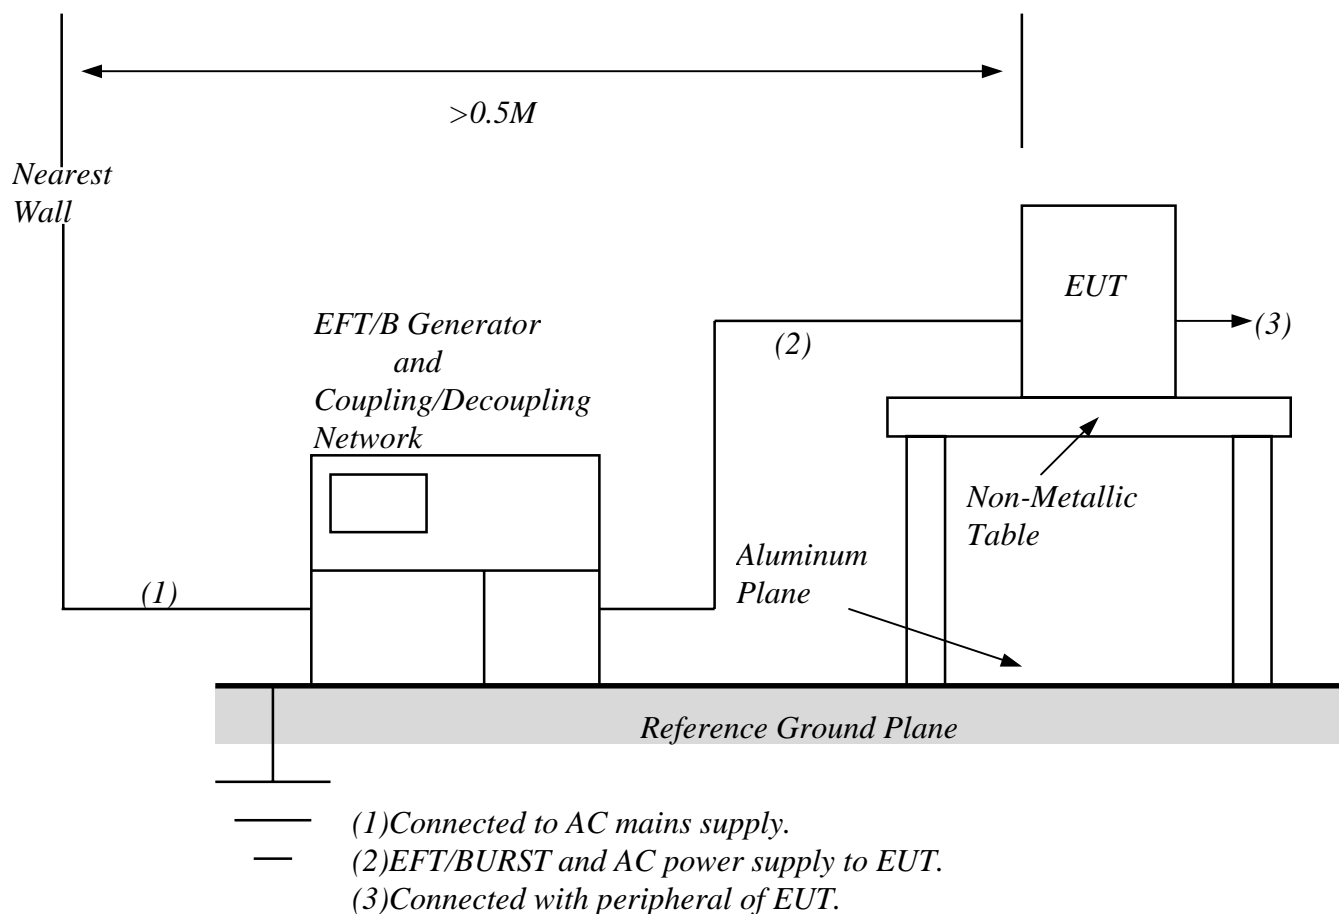 >0.5M
Nearest
Wall
EUT
EFT/B Generator
and
Coupling/Decoupling
Network
(2)
(3)
Non-Metallic
Table
Aluminum
Plane
(1)
Reference Ground Plane
(1)Connected to AC mains supply.
(2)EFT/BURST and AC power supply to EUT.
(3)Connected with peripheral of EUT.